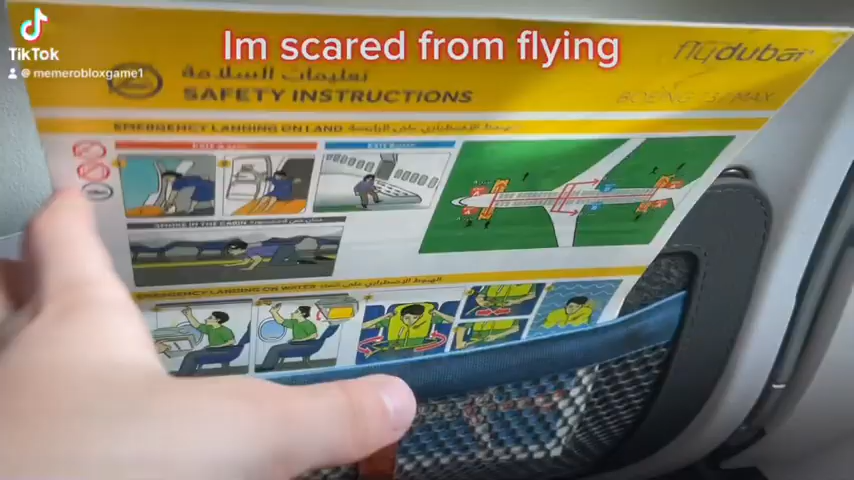 TikTok
@memerobloxgame1
Im scared from flying
flydubai
تعليمات السلامة
SAFETY INSTRUCTIONS
BOEING 737 MAX
EMERGENCY LANDING ON LAND
SMOKE IN THE CABIN
EMERGENCY LANDING ON WATER